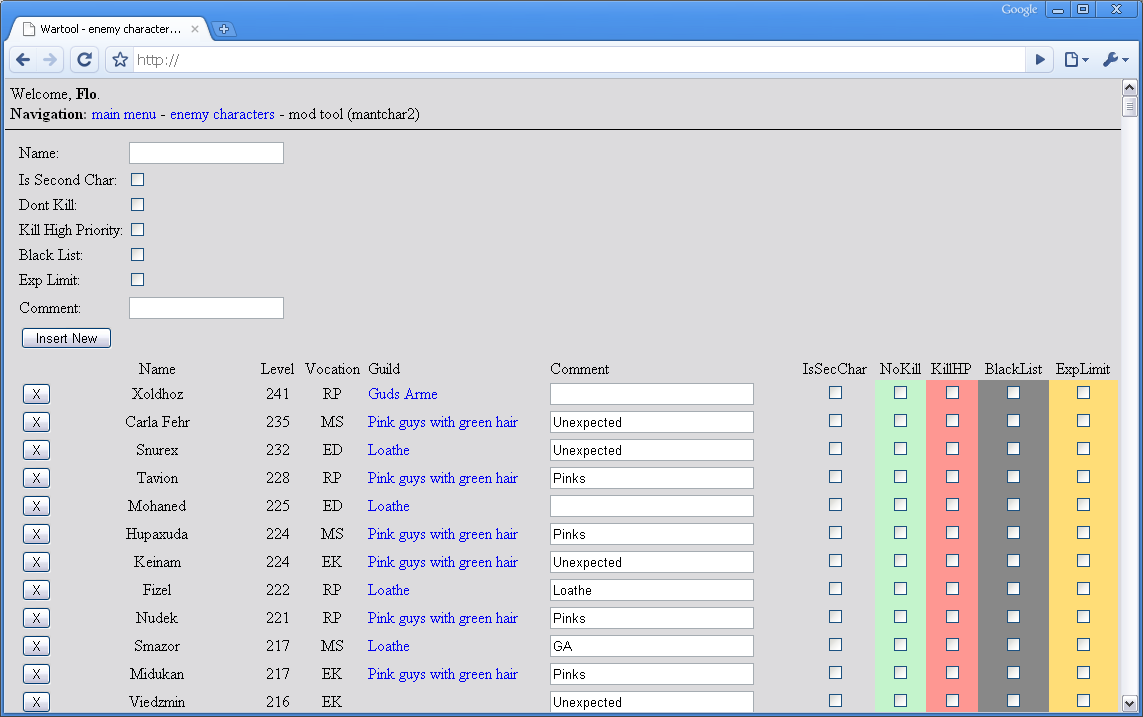 Google
Wartool - enemy character...
http://
Welcome, Flo.
Navigation: main menu - enemy characters - mod tool (mantchar2)
Name:
Is Second Char:
Dont Kill:
Kill High Priority:
Black List:
Exp Limit:
Comment:
Insert New
Name Level Vocation Guild Comment IsSecChar NoKill KillHP BlackList ExpLimit
X Xoldhoz 241 RP Guds Arme
X Carla Fehr 235 MS Pink guys with green hair Unexpected
X Snurex 232 ED Loathe Unexpected
X Tavion 228 RP Pink guys with green hair Pinks
X Mohaned 225 ED Loathe
X Hupaxuda 224 MS Pink guys with green hair Pinks
X Keinam 224 EK Pink guys with green hair Unexpected
X Fizel 222 RP Loathe Loathe
X Nudek 221 RP Pink guys with green hair Pinks
X Smazor 217 MS Loathe GA
X Midukan 217 EK Pink guys with green hair Pinks
X Viedzmin 216 EK Unexpected